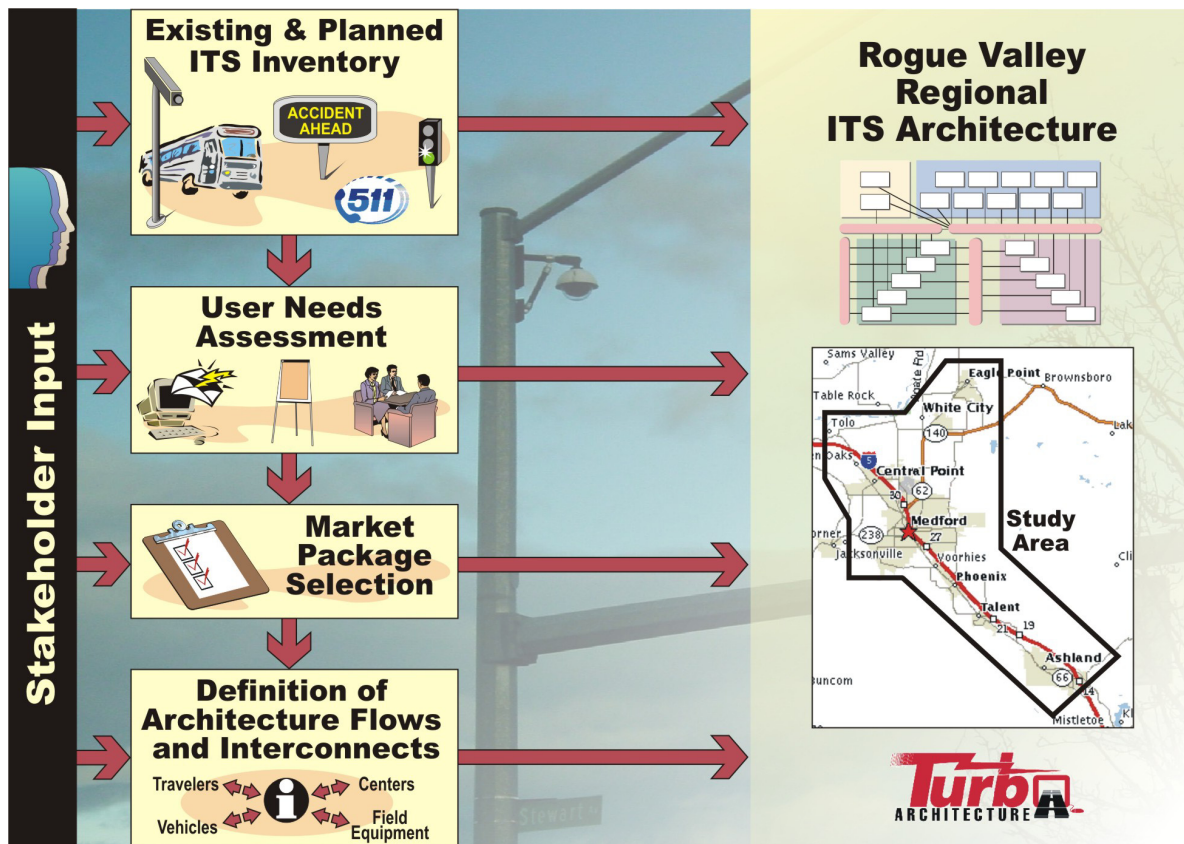 Stakeholder Input
Existing & Planned
ITS Inventory
ACCIDENT
AHEAD
511
User Needs
Assessment
Market
Package
Selection
Definition of
Architecture Flows
and Interconnects
Travelers
Centers
Vehicles
Field
Equipment
i
Stewart
Rogue Valley
Regional
ITS Architecture
Sams Valley
Eagle Point
Brownsboro
Table Rock
White City
Tolo
140
5
Central Point
62
30
Medford
Study
Area
238
27
Jacksonville
Voorhies
Phoenix
Talent
21
19
Ashland
66
14
Buncom
Mistletoe
Turbo
ARCHITECTURE